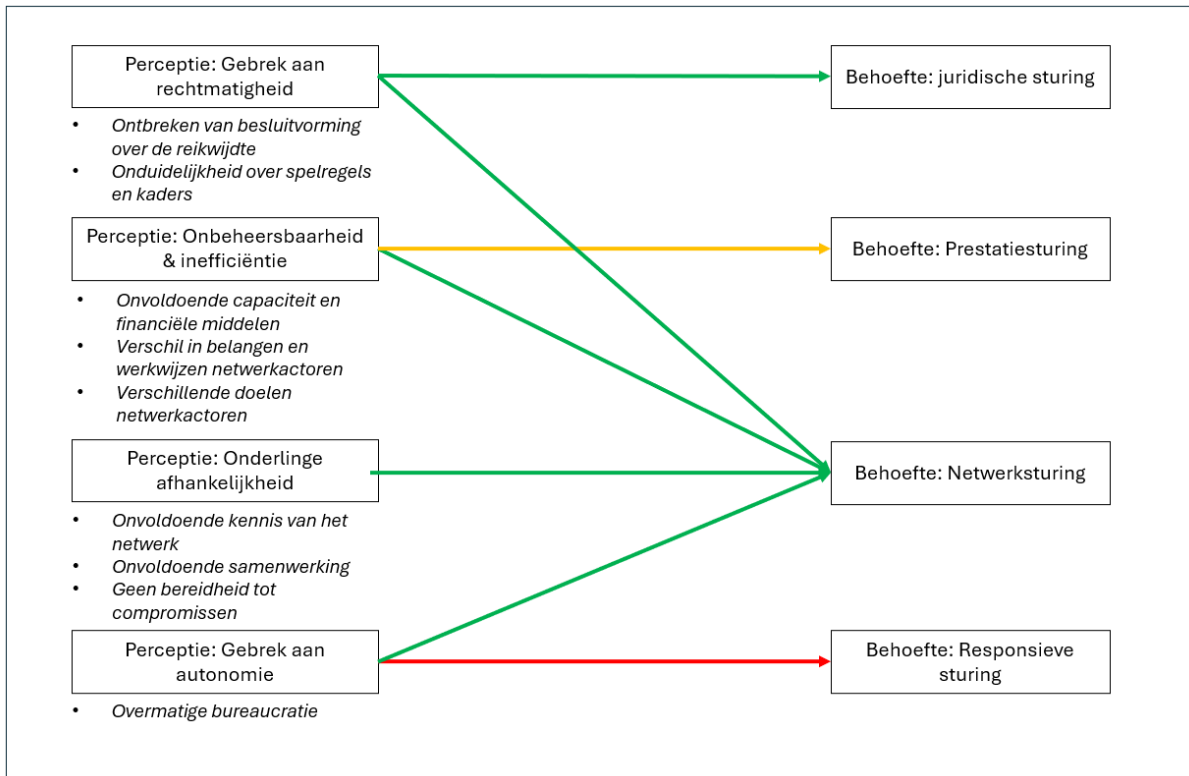 Perceptie: Gebrek aan
rechtmatigheid
• Ontbreken van besluitvorming
over de reikwijdte
• Onduidelijkheid over spelregels
en kaders
Perceptie: Onbeheersbaarheid
& inefficiëntie
• Onvoldoende capaciteit en
financiële middelen
• Verschil in belangen en
werkwijzen netwerkactoren
• Verschillende doelen
netwerkactoren
Perceptie: Onderlinge
afhankelijkheid
• Onvoldoende kennis van het
netwerk
• Onvoldoende samenwerking
• Geen bereidheid tot
compromissen
Perceptie: Gebrek aan
autonomie
• Overmatige bureaucratie
Behoefte: juridische sturing
Behoefte: Prestatiesturing
Behoefte: Netwerksturing
Behoefte: Responsieve
sturing